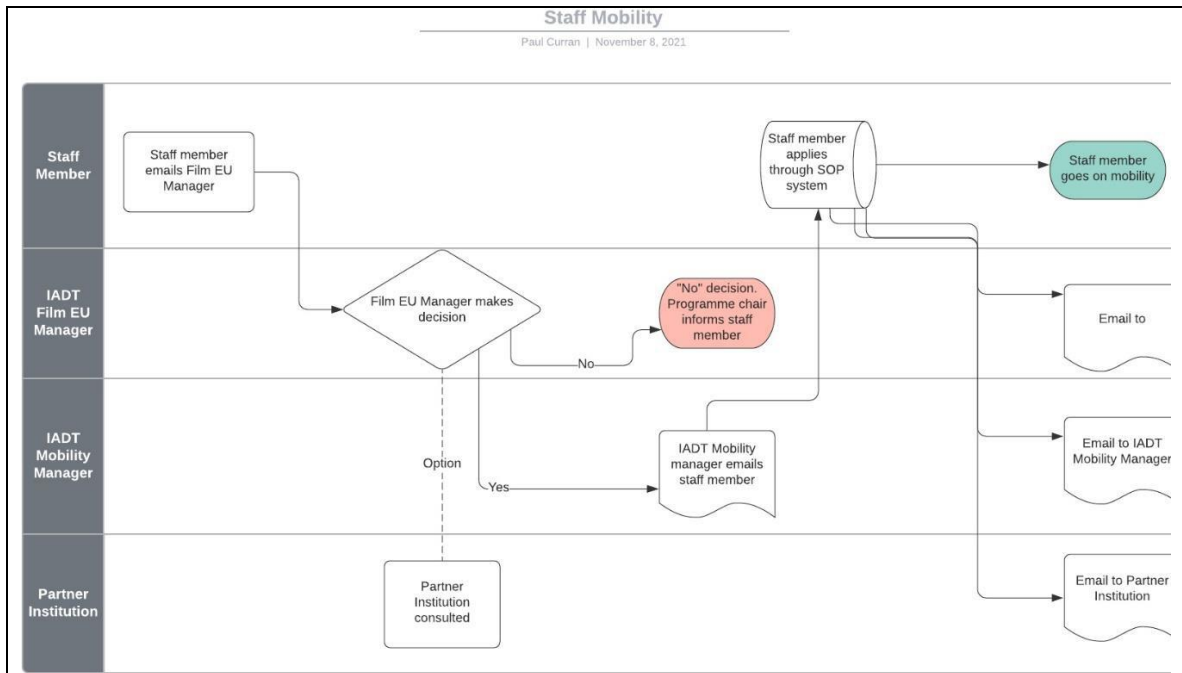 Staff Mobility
Paul Curran | November 8, 2021
Staff
Member
Staff member
emails Film EU
Manager
Staff member
applies
through SOP
system
Staff member
goes on mobility
IADT
Film EU
Manager
Film EU Manager makes
decision
"No" decision.
Programme chair
informs staff
member
Email to
No
IADT
Mobility
Manager
Option
Yes
IADT Mobility
manager emails
staff member
Email to IADT
Mobility Manager
Partner
Institution
Partner
Institution
consulted
Email to Partner
Institution